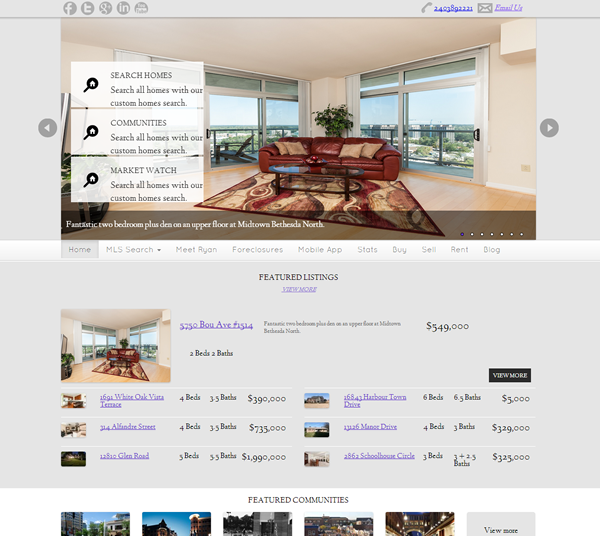 2403892221 Email Us
SEARCH HOMES
Search all homes with our
custom homes search.
COMMUNITIES
Search all homes with our
custom homes search.
MARKET WATCH
Search all homes with our
custom homes search.
Fantastic two bedroom plus den on an upper floor at Midtown Bethesda North.
Home MLS Search Meet Ryan Foreclosures Mobile App Stats Buy Sell Rent Blog
FEATURED LISTINGS
VIEW MORE
5750 Bou Ave #1514
Fantastic two bedroom plus den on an upper floor at Midtown
Bethesda North.
$549,000
2 Beds 2 Baths
VIEW MORE
1691 White Oak Vista
Terrace
4 Beds 3.5 Baths $390,000
16843 Harbour Town
Drive
6 Beds 6.5 Baths $5,000
314 Alfandre Street 4 Beds 4.5 Baths $735,000
13126 Manor Drive 4 Beds 3 Baths $329,000
12810 Glen Road 5 Beds 5.5 Baths $1,990,000
2862 Schoolhouse Circle 3 Beds 3 + 2.5
Baths
$325,000
FEATURED COMMUNITIES
View more